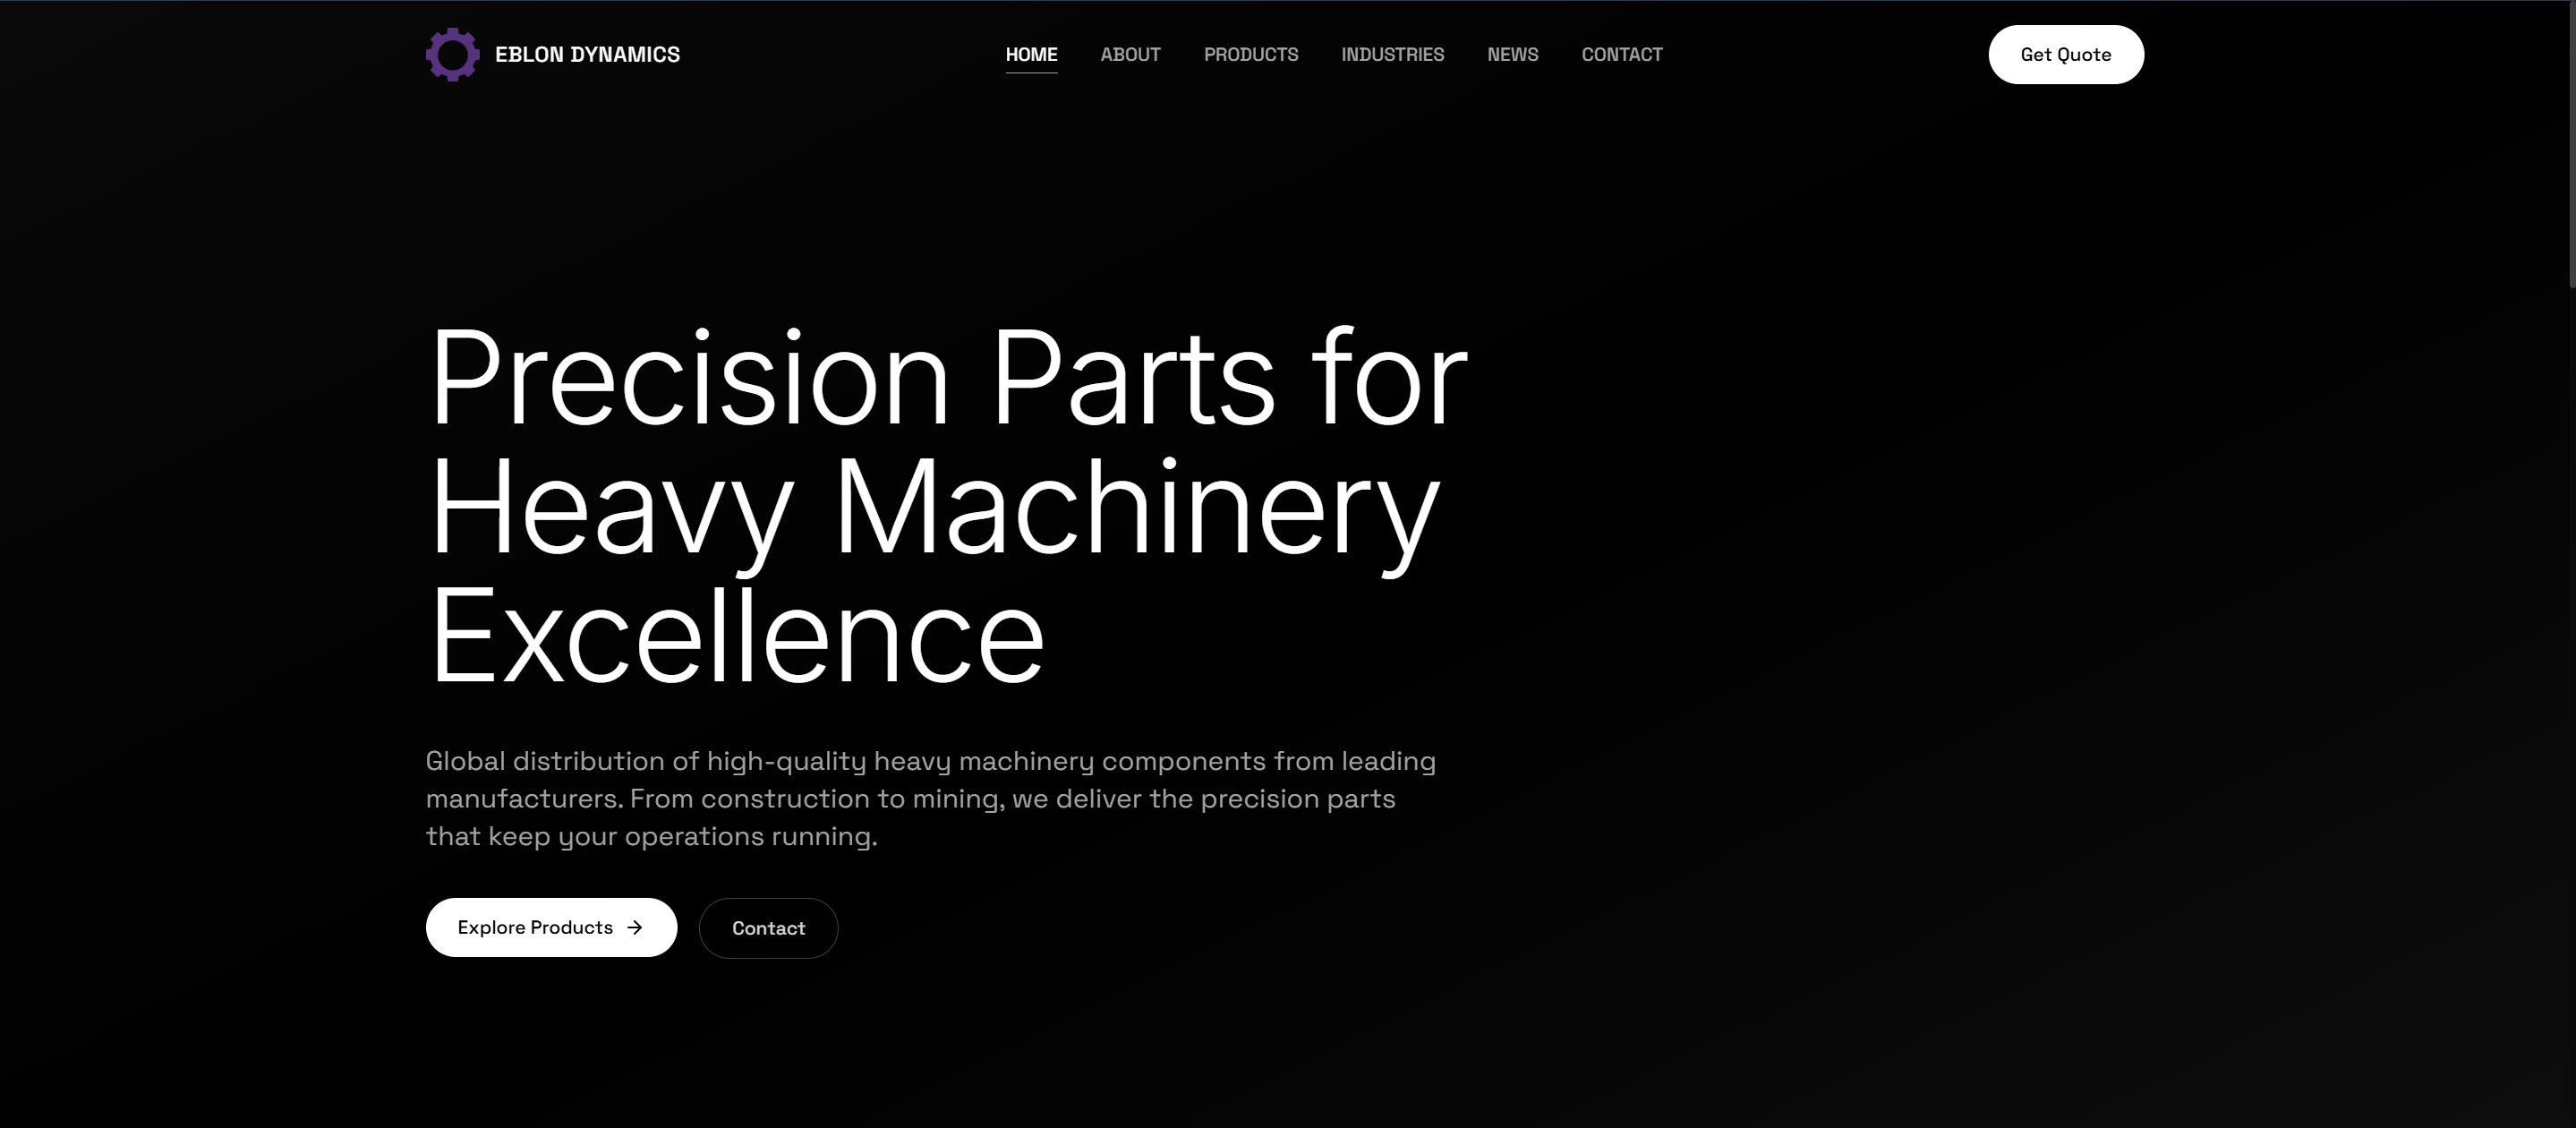 EBLON DYNAMICS
HOME ABOUT PRODUCTS INDUSTRIES NEWS CONTACT
Get Quote
Precision Parts for
Heavy Machinery
Excellence
Global distribution of high-quality heavy machinery components from leading
manufacturers. From construction to mining, we deliver the precision parts
that keep your operations running.
Explore Products →
Contact